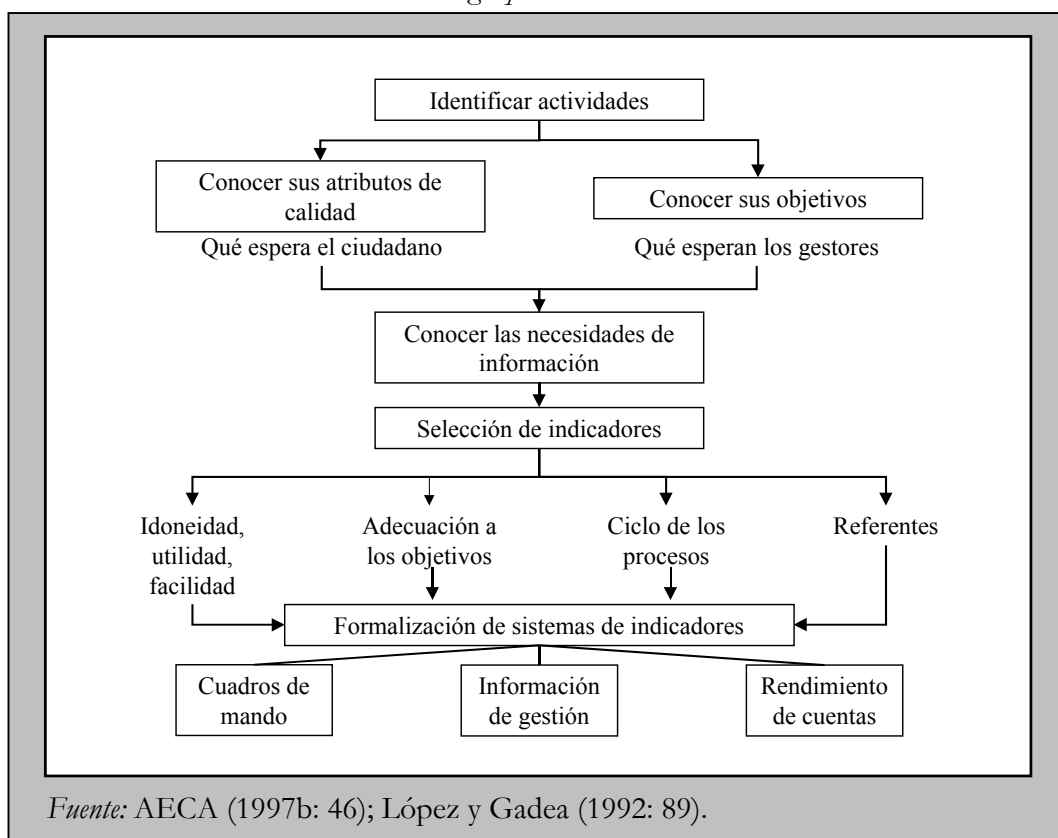 Identificar actividades
Conocer sus atributos de
calidad
Conocer sus objetivos
Qué espera el ciudadano
Qué esperan los gestores
Conocer las necesidades de
información
Selección de indicadores
Idoneidad,
utilidad,
facilidad
Adecuación a
los objetivos
Ciclo de los
procesos
Referentes
Formalización de sistemas de indicadores
Cuadros de
mando
Información
de gestión
Rendimiento
de cuentas
Fuente: AECA (1997b: 46); López y Gadea (1992: 89).